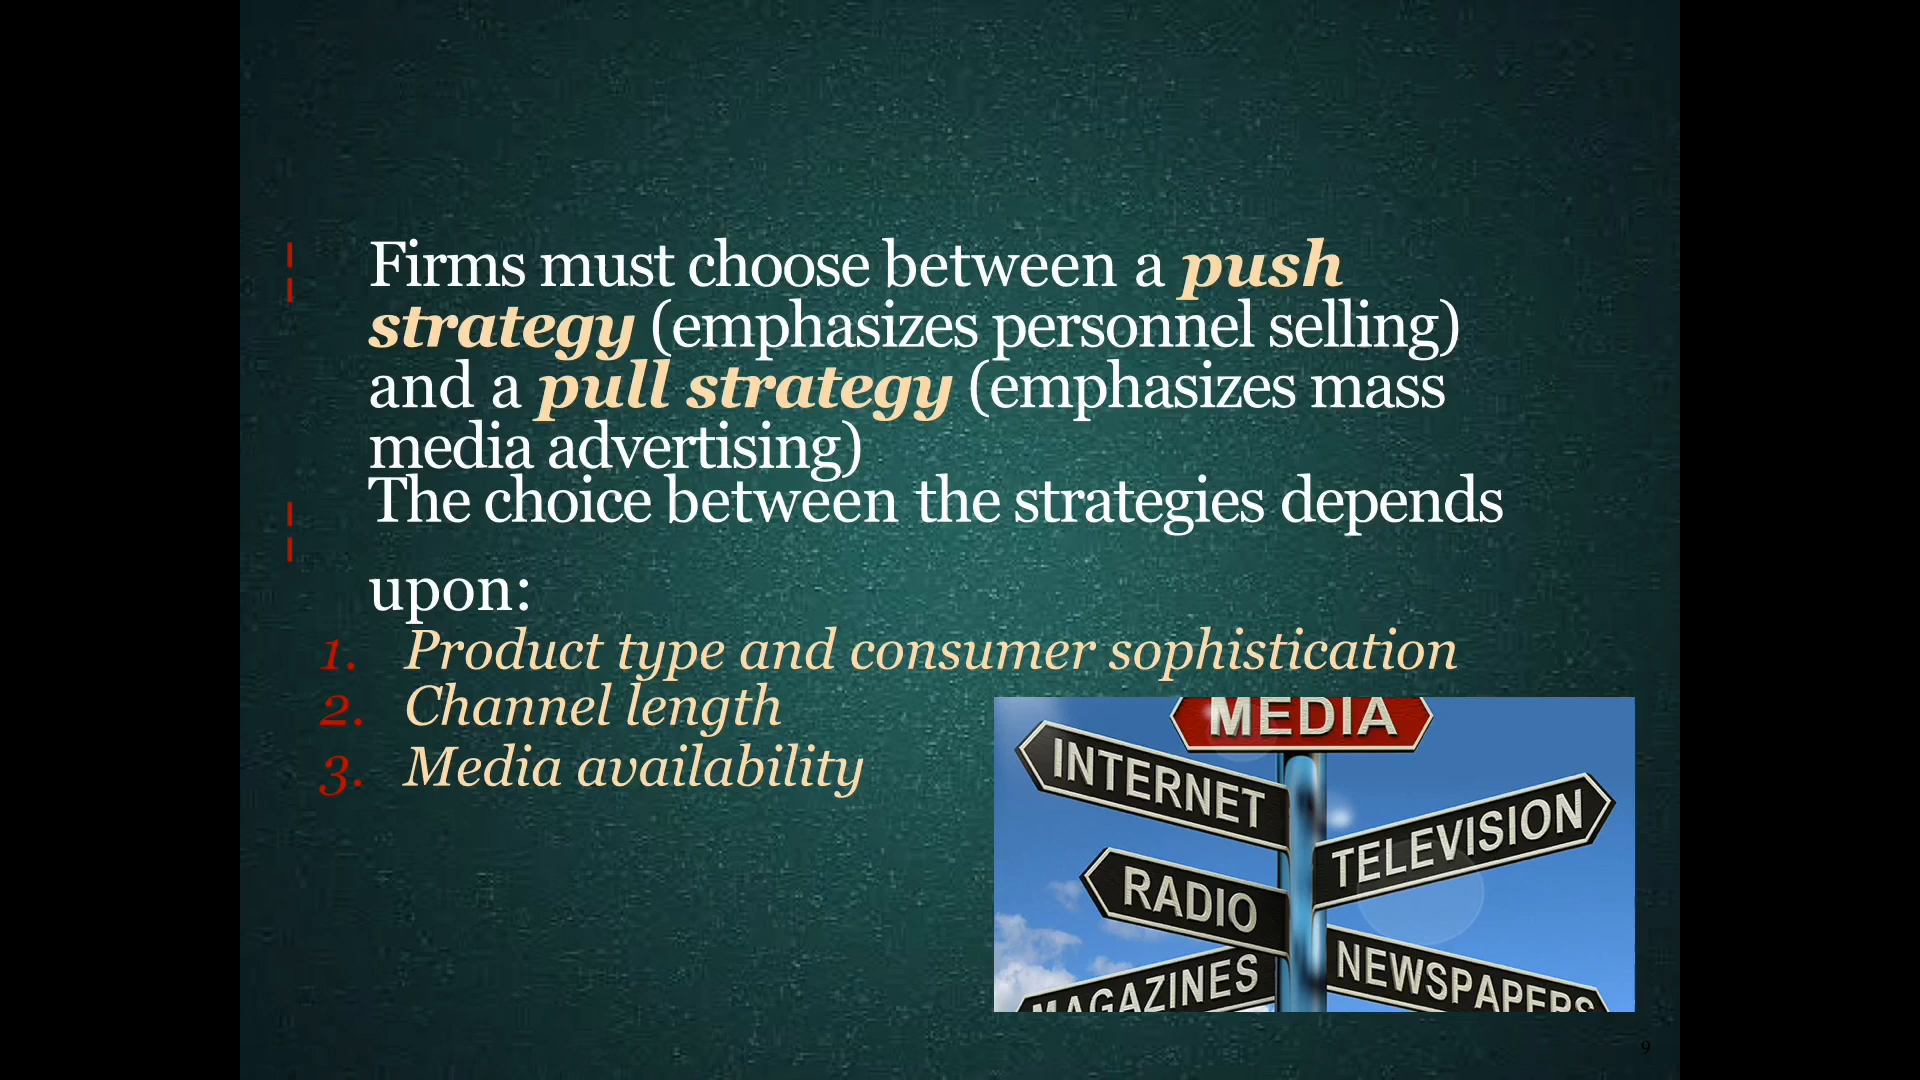 Firms must choose between a push
strategy (emphasizes personnel selling)
and a pull strategy (emphasizes mass
media advertising)
The choice between the strategies depends
upon:
1. Product type and consumer sophistication
2. Channel length
3. Media availability
MEDIA
INTERNET
TELEVISION
RADIO
MAGAZINES
NEWSPAPERS
9